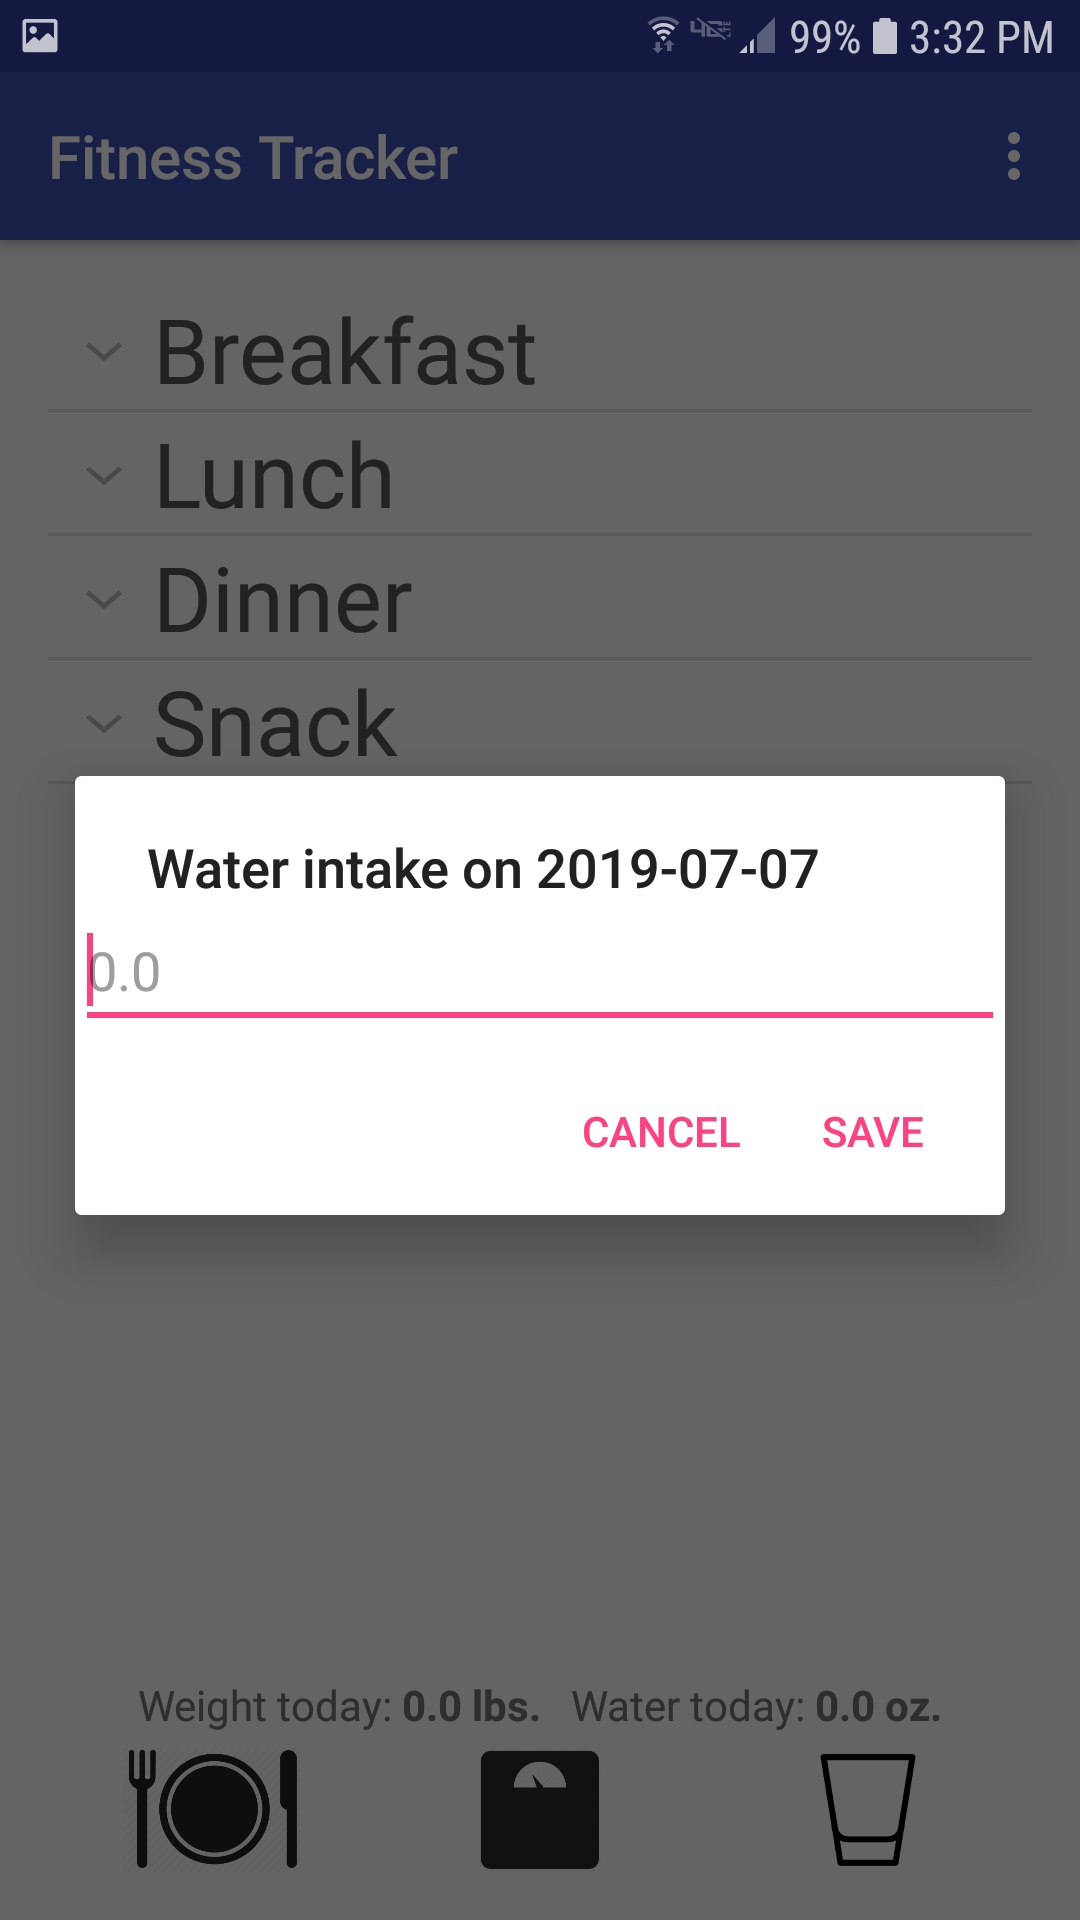 99% 3:32 PM
Fitness Tracker
Breakfast
Lunch
Dinner
Snack
Water intake on 2019-07-07
0.0
CANCEL SAVE
Weight today: 0.0 lbs. Water today: 0.0 oz.